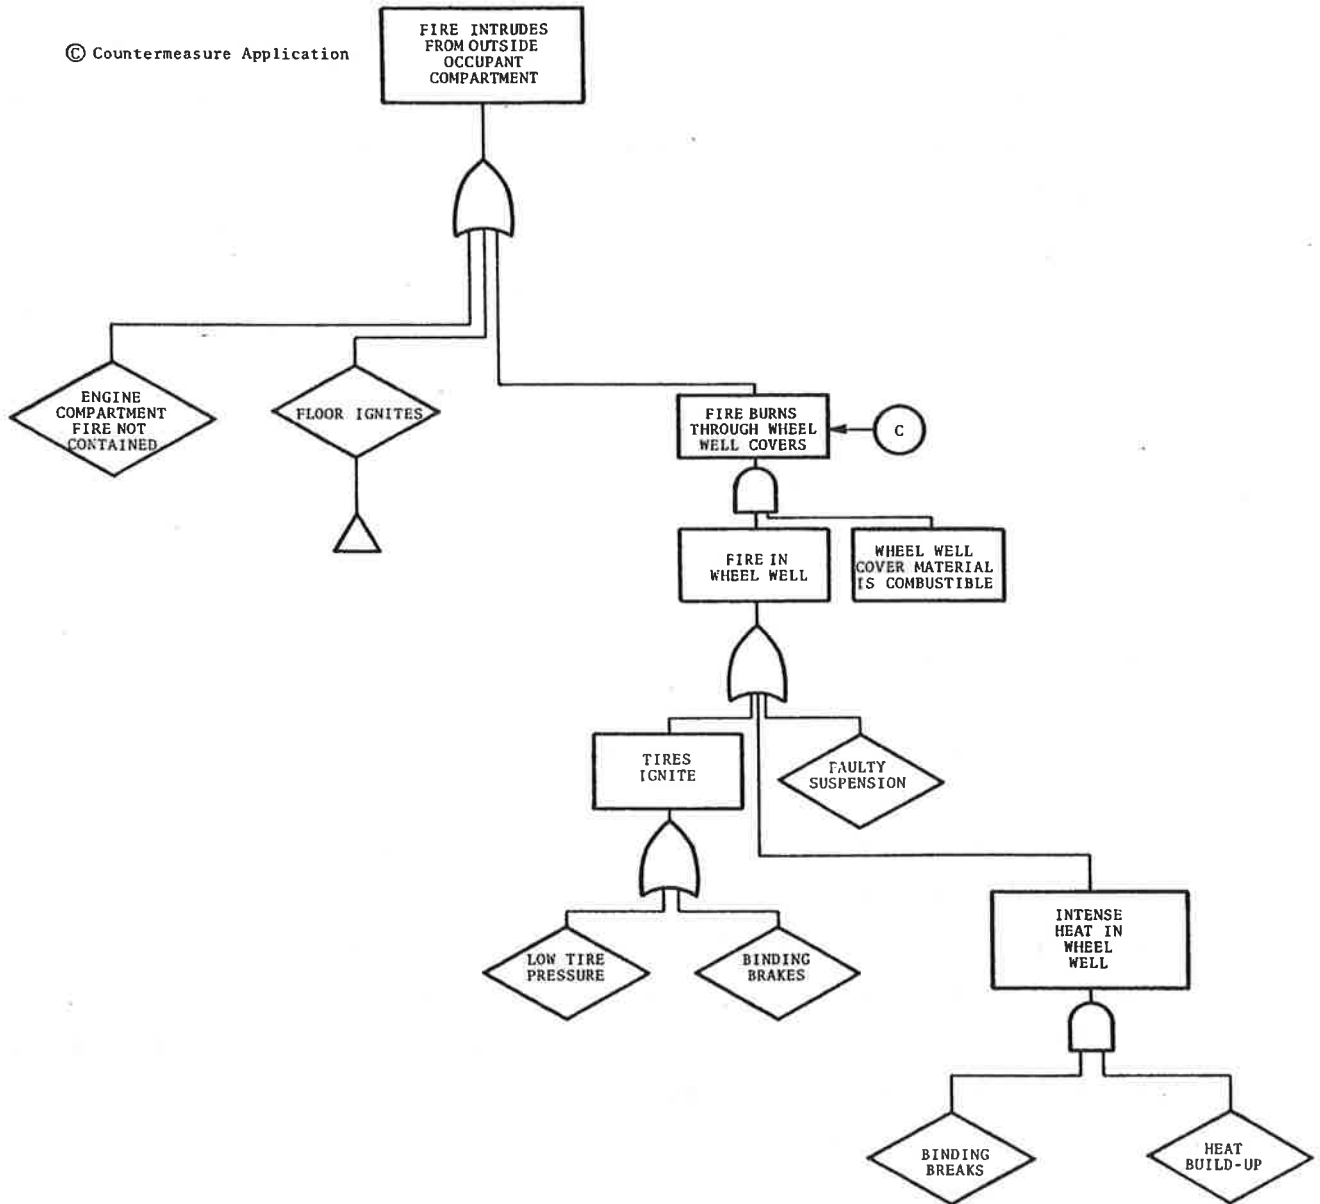 FIRE INTRUDES
FROM OUTSIDE
OCCUPANT
COMPARTMENT
Ⓒ Countermeasure Application
ENGINE
COMPARTMENT
FIRE NOT
CONTAINED
FLOOR IGNITES
FIRE BURNS
THROUGH WHEEL
WELL COVERS
C
FIRE IN
WHEEL WELL
WHEEL WELL
COVER MATERIAL
IS COMBUSTIBLE
TIRES
IGNITE
FAULTY
SUSPENSION
LOW TIRE
PRESSURE
BINDING
BRAKES
INTENSE
HEAT IN
WHEEL
WELL
BINDING
BREAKS
HEAT
BUILD-UP